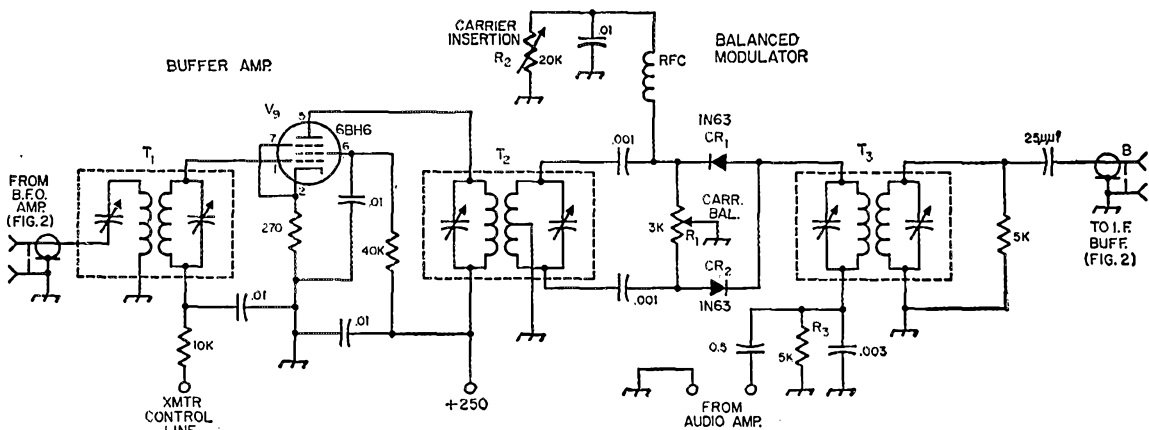 CARRIER
INSERTION
R2
20K
.01
RFC
BALANCED
MODULATOR
BUFFER AMP.
V9
5
6BH6
7
6
1
2
T1
.01
270
40K
T2
.001
1N63
CR1
3K
CARR.
BAL.
R1
CR2
1N63
.001
T3
25μμf
B
5K
TO I.F.
BUFF.
(FIG.2)
FROM
B.F.O.
AMP.
(FIG.2)
.01
.01
10K
XMTR
CONTROL
+250
0.5
R3
5K
.003
FROM
AUDIO AMP.